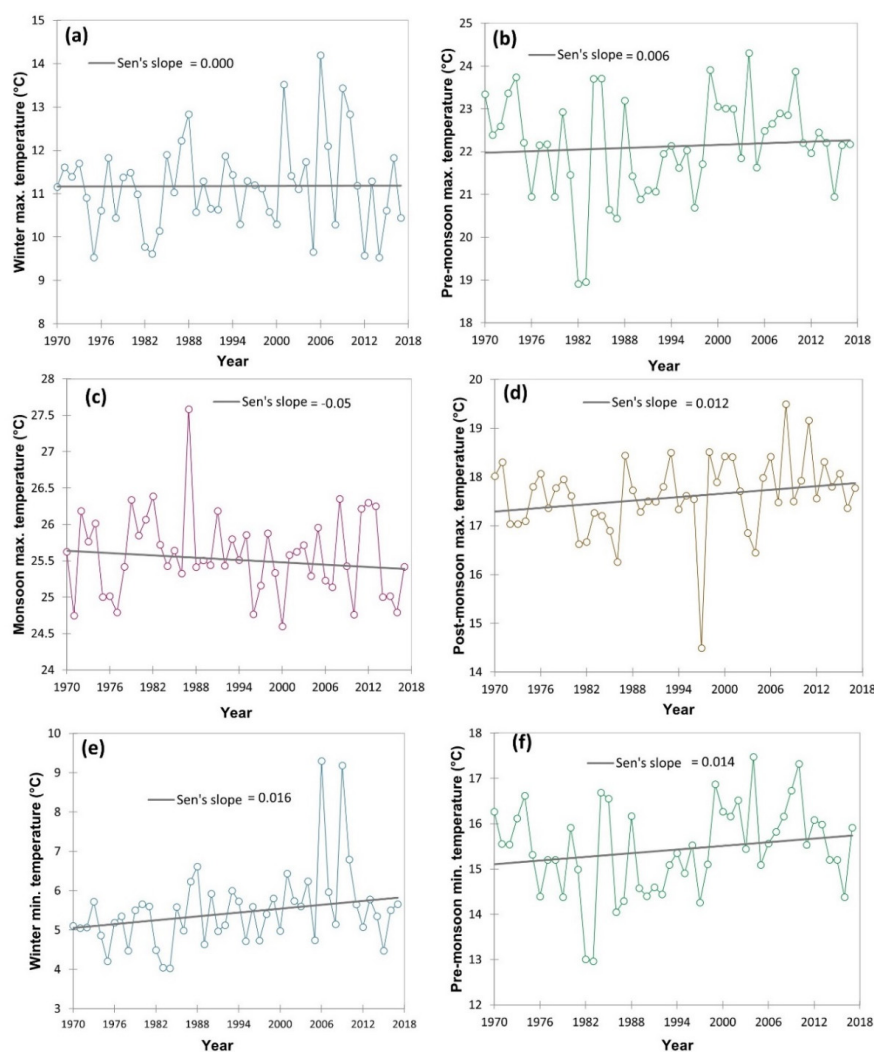 (a)
Sen's slope = 0.000
Winter max. temperature (°C)
15
14
13
12
11
10
9
8
1970 1976 1982 1988 1994 2000 2006 2012 2018
Year
(b)
Sen's slope = 0.006
Pre-monsoon max. temperature (°C)
25
24
23
22
21
20
19
18
1970 1976 1982 1988 1994 2000 2006 2012 2018
Year
(c)
Sen's slope = -0.05
Monsoon max. temperature (°C)
28
27.5
27
26.5
26
25.5
25
24.5
24
1970 1976 1982 1988 1994 2000 2006 2012 2018
Year
(d)
Sen's slope = 0.012
Post-monsoon max. temperature (°C)
20
19
18
17
16
15
14
1970 1976 1982 1988 1994 2000 2006 2012 2018
Year
(e)
Sen's slope = 0.016
Winter min. temperature (°C)
10
9
8
7
6
5
4
3
1970 1976 1982 1988 1994 2000 2006 2012 2018
Year
(f)
Sen's slope = 0.014
Pre-monsoon min. temperature (°C)
18
17
16
15
14
13
12
1970 1976 1982 1988 1994 2000 2006 2012 2018
Year